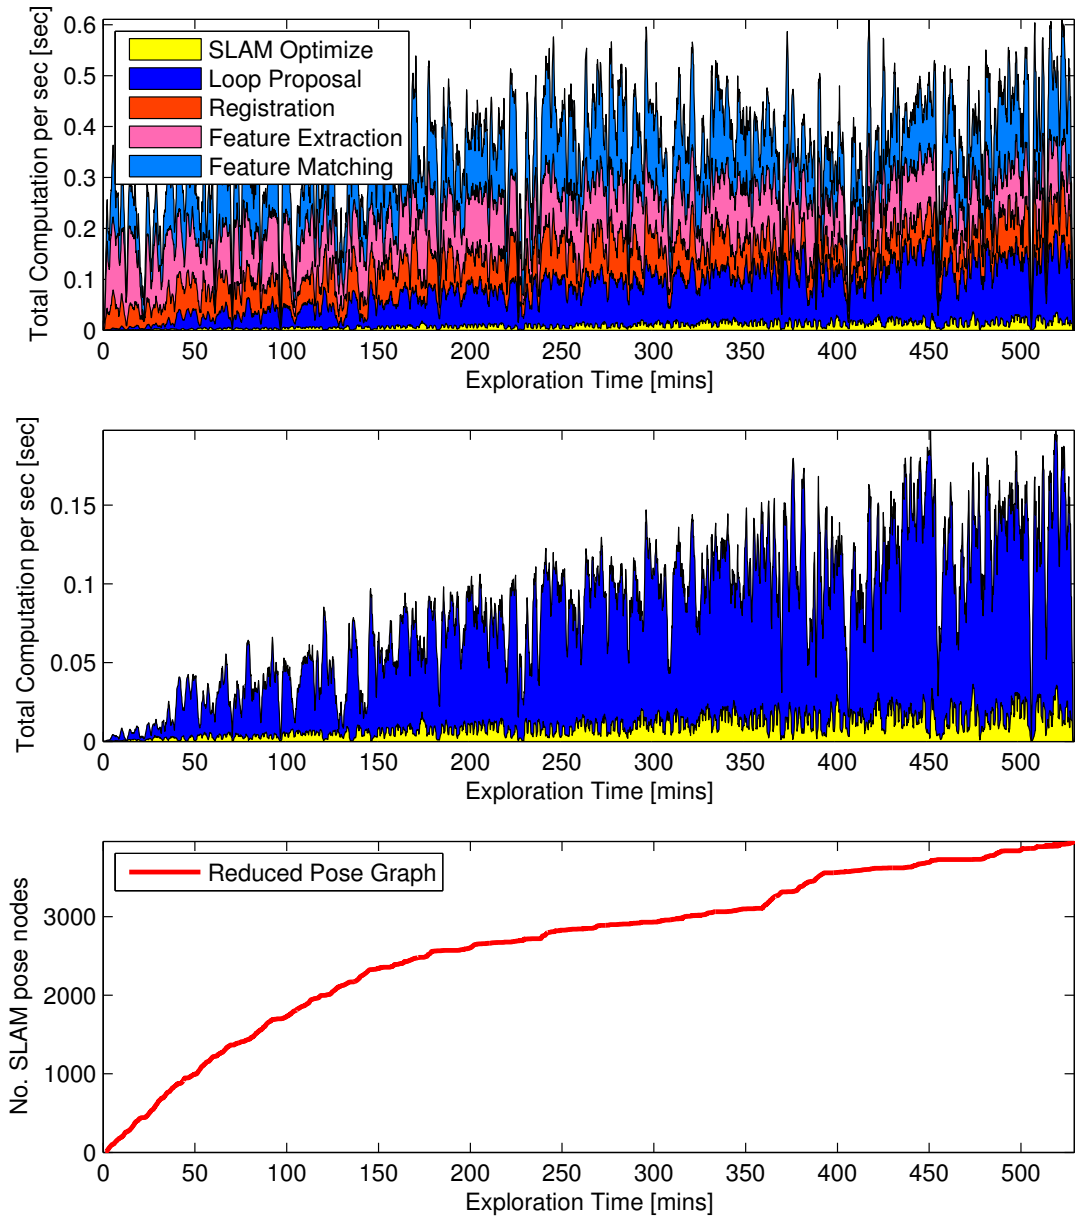 Total Computation per sec [sec]
0.6
0.5
0.4
0.3
0.2
0.1
0
SLAM Optimize
Loop Proposal
Registration
Feature Extraction
Feature Matching
0 50 100 150 200 250 300 350 400 450 500
Exploration Time [mins]
Total Computation per sec [sec]
0.15
0.1
0.05
0
0 50 100 150 200 250 300 350 400 450 500
Exploration Time [mins]
No. SLAM pose nodes
3000
2000
1000
0
Reduced Pose Graph
0 50 100 150 200 250 300 350 400 450 500
Exploration Time [mins]